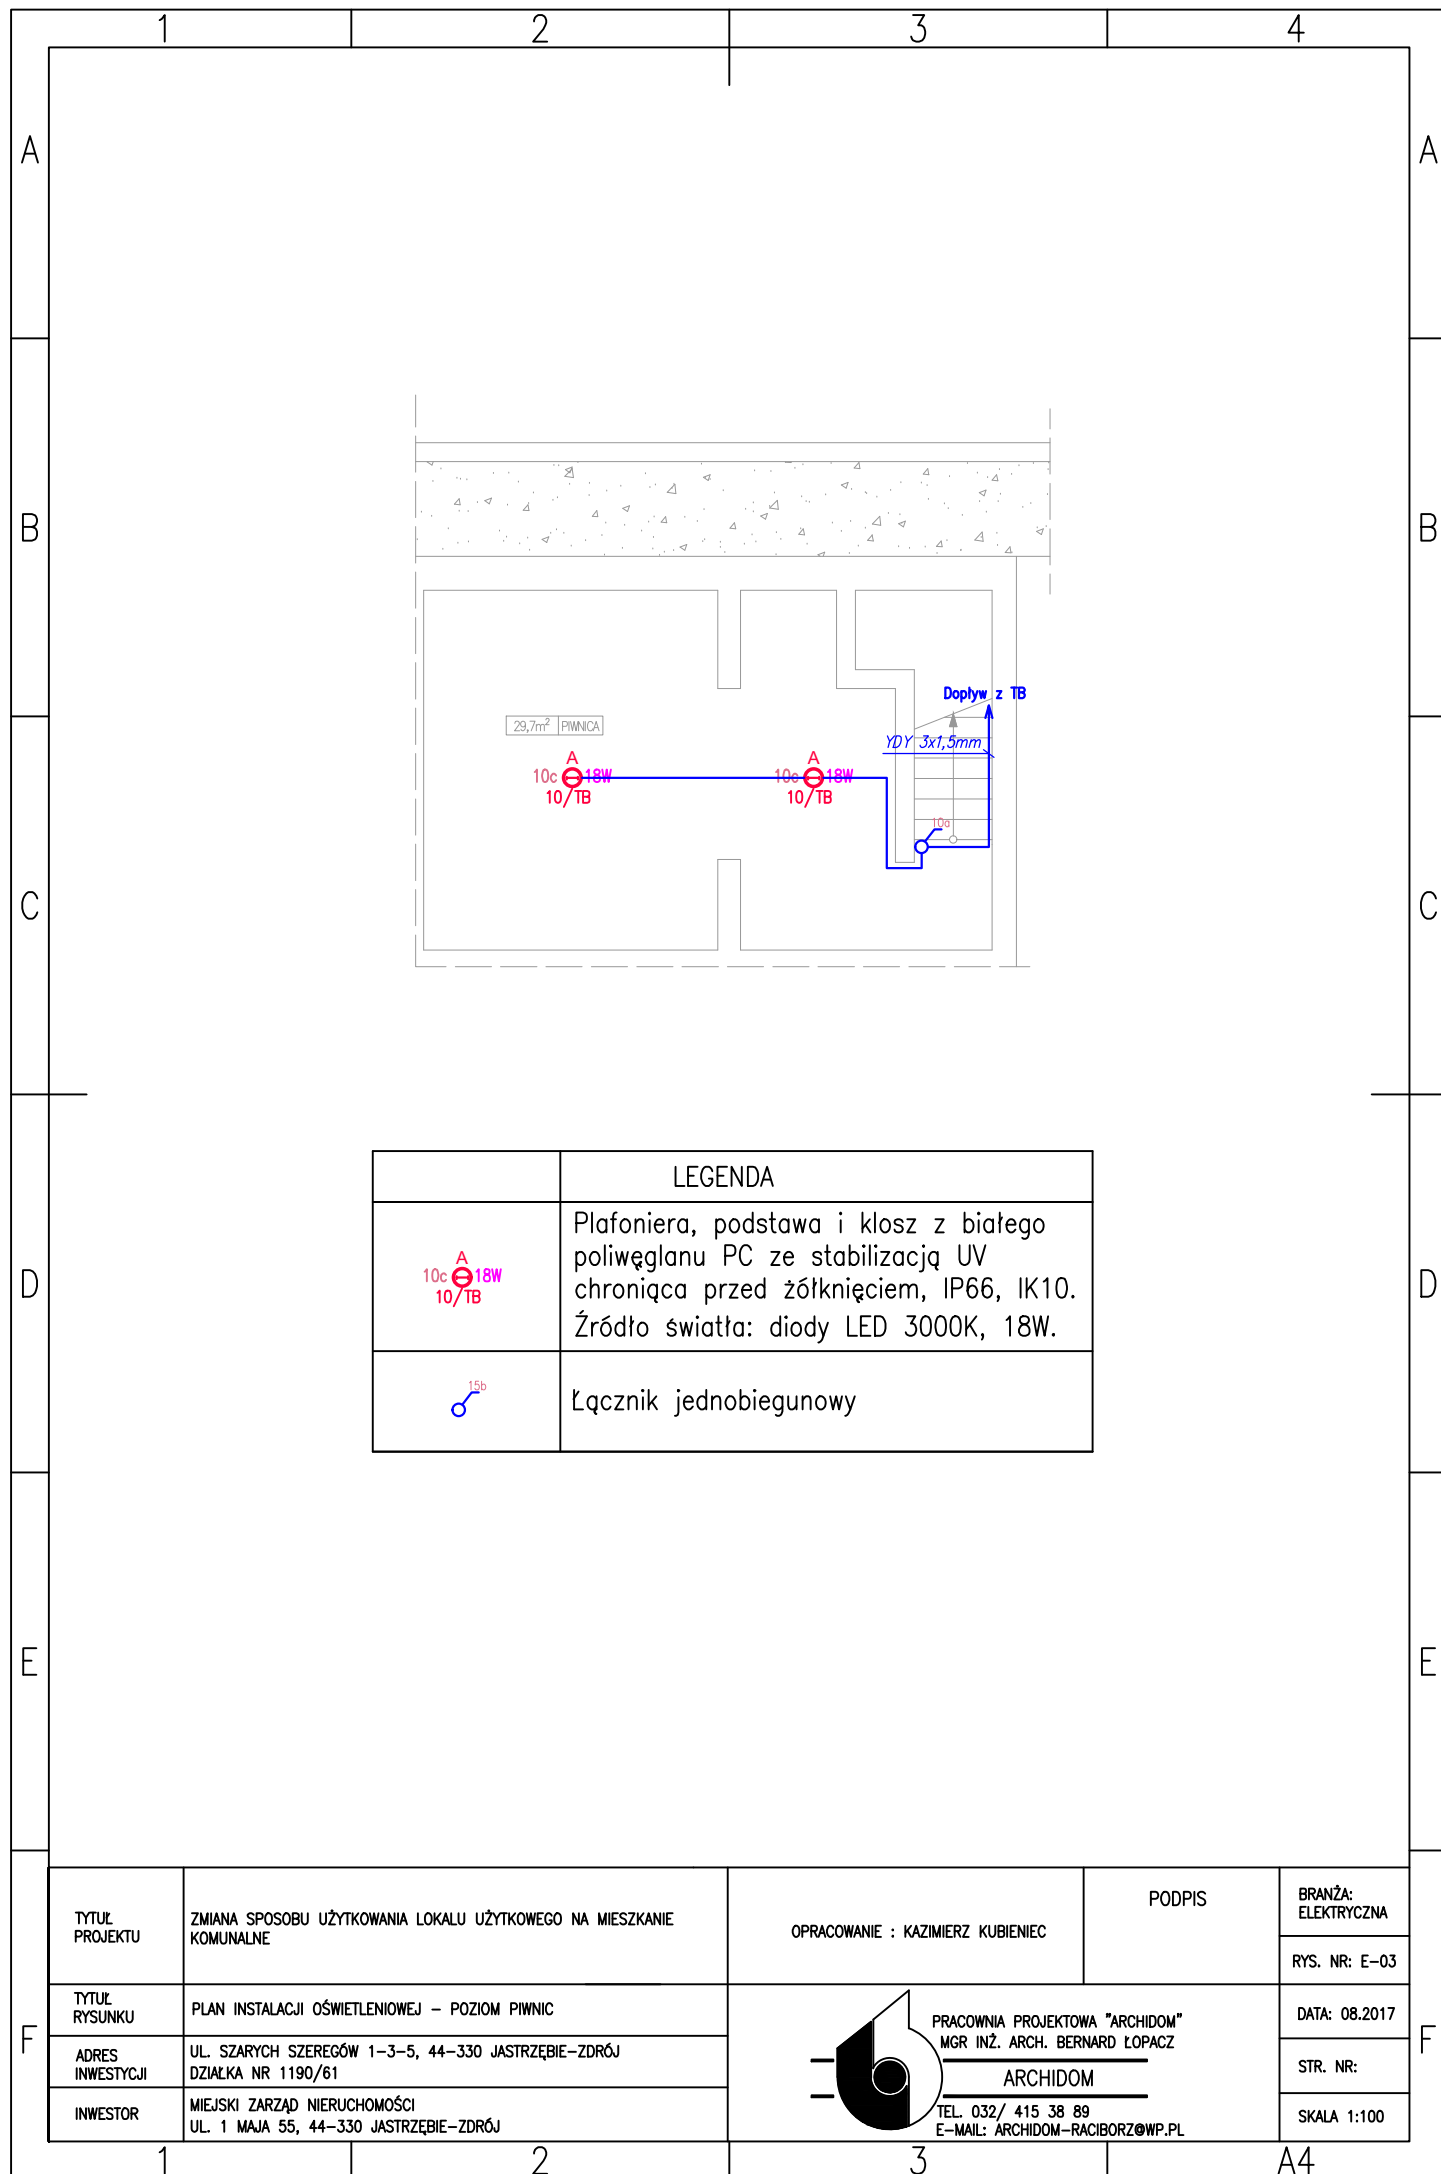 1 2 3 4
A A
B B
C C
D D
E E
F F
Dopływ z TB
29,7m² PIWNICA
YDY 3x1,5mm
A
10c 18W
10/TB
A
10c 18W
10/TB
10a
LEGENDA
A
10c 18W
10/TB
Plafoniera, podstawa i klosz z białego
poliwęglanu PC ze stabilizacją UV
chroniąca przed żółknięciem, IP66, IK10.
Źródło światła: diody LED 3000K, 18W.
15b
Łącznik jednobiegunowy
TYTUŁ
PROJEKTU
ZMIANA SPOSOBU UŻYTKOWANIA LOKALU UŻYTKOWEGO NA MIESZKANIE
KOMUNALNE
OPRACOWANIE : KAZIMIERZ KUBIENIEC
PODPIS
BRANŻA:
ELEKTRYCZNA
RYS. NR: E-03
TYTUŁ
RYSUNKU
PLAN INSTALACJI OŚWIETLENIOWEJ – POZIOM PIWNIC
ADRES
INWESTYCJI
UL. SZARYCH SZEREGÓW 1-3-5, 44-330 JASTRZĘBIE-ZDRÓJ
DZIAŁKA NR 1190/61
INWESTOR
MIEJSKI ZARZĄD NIERUCHOMOŚCI
UL. 1 MAJA 55, 44-330 JASTRZĘBIE-ZDRÓJ
PRACOWNIA PROJEKTOWA "ARCHIDOM"
MGR INŻ. ARCH. BERNARD ŁOPACZ
ARCHIDOM
TEL. 032/ 415 38 89
E-MAIL: ARCHIDOM-RACIBORZ@WP.PL
DATA: 08.2017
STR. NR:
SKALA 1:100
1 2 3 A4